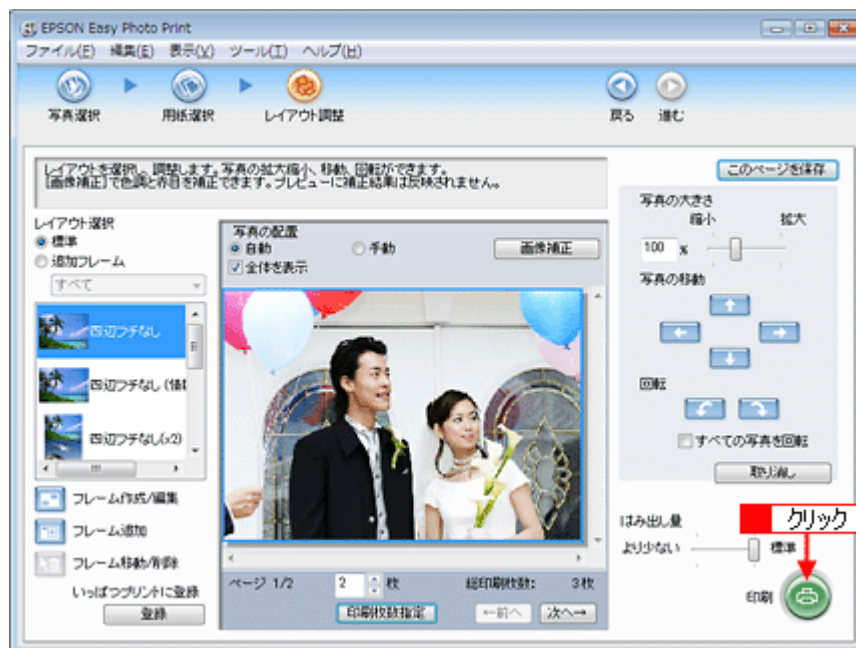 EPSON Easy Photo Print
ファイル(F) 編集(E) 表示(V) ツール(T) ヘルプ(H)
写真選択 用紙選択 レイアウト調整 戻る 進む
レイアウトを選択し、調整します。写真の拡大縮小、移動、回転ができます。
[画像補正]で色調と赤目を補正できます。プレビューに補正結果は反映されません。
このページを保存
レイアウト選択
標準
追加フレーム
すべて
四辺フチなし
四辺フチなし(x2)
フレーム作成/編集
フレーム追加
フレーム移動/削除
いっぱつプリントに登録
登録
写真の配置
自動 手動 画像補正
全体を表示
ページ 1/2 2 枚 総印刷枚数: 3枚
印刷枚数指定 ←前へ 次へ→
写真の大きさ
縮小 拡大
100 %
写真の移動
回転
すべての写真を回転
取り消し
はみ出し量
クリック
より少ない 標準
印刷